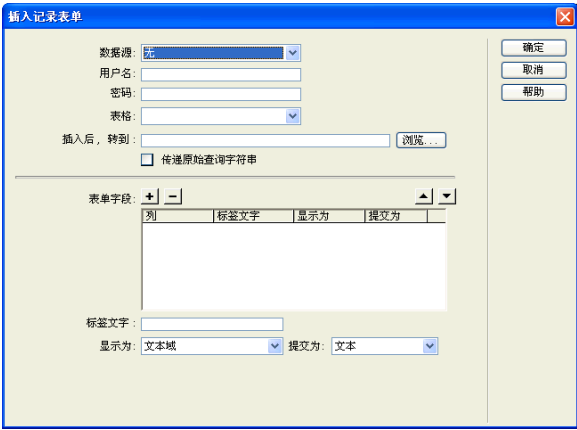 插入记录表单
数据源: 无
确定
用户名:
取消
密码:
帮助
表格:
插入后，转到: 浏览...
传递原始查询字符串
表单字段:
列 标签文字 显示为 提交为
标签文字:
显示为: 文本域 提交为: 文本